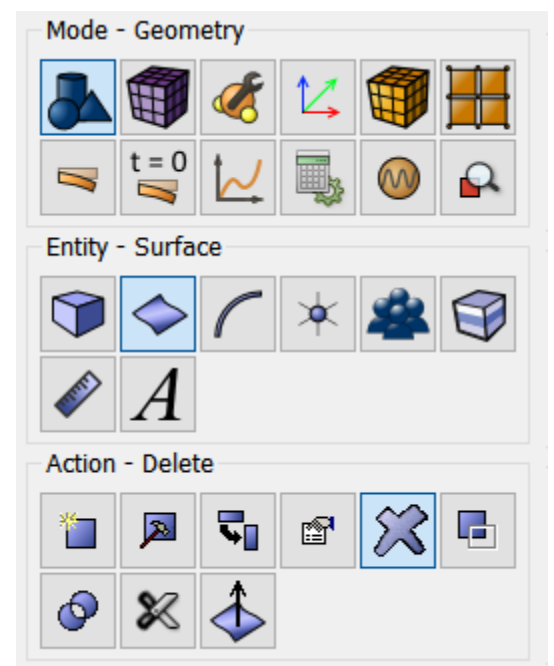 Mode - Geometry
t = 0
Entity - Surface
A
Action - Delete